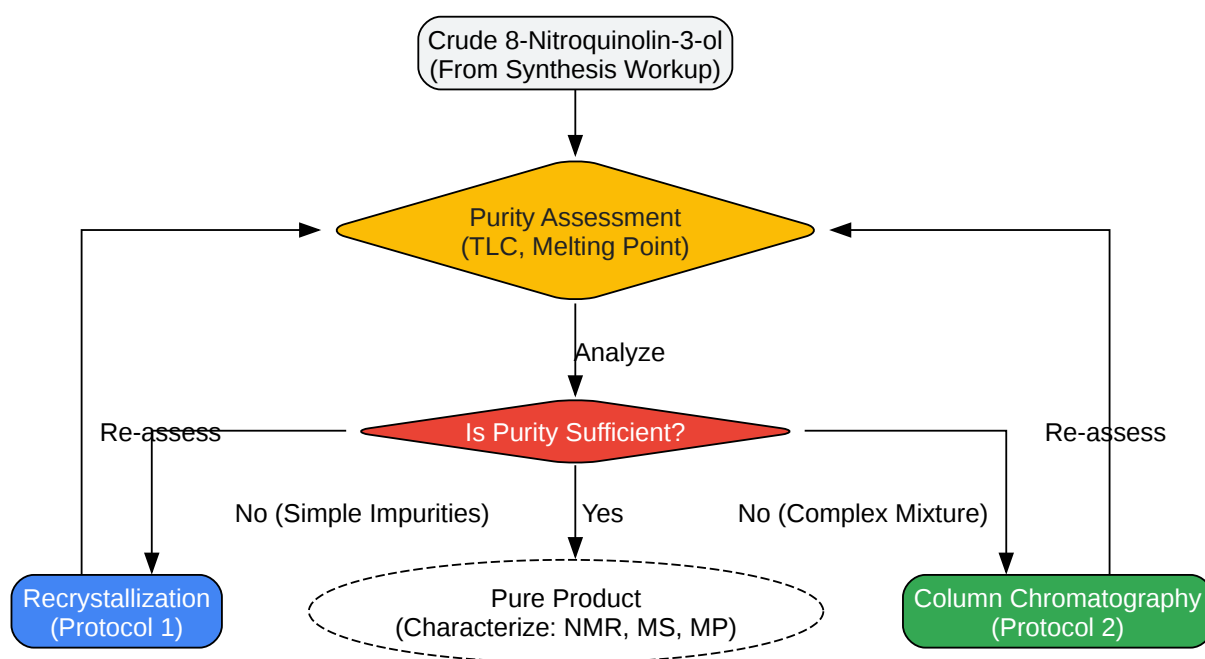 Crude 8-Nitroquinolin-3-ol
(From Synthesis Workup)
Purity Assessment
(TLC, Melting Point)
Analyze
Re-assess
Is Purity Sufficient?
Re-assess
No (Simple Impurities)
Yes
No (Complex Mixture)
Recrystallization
(Protocol 1)
Pure Product
(Characterize: NMR, MS, MP)
Column Chromatography
(Protocol 2)